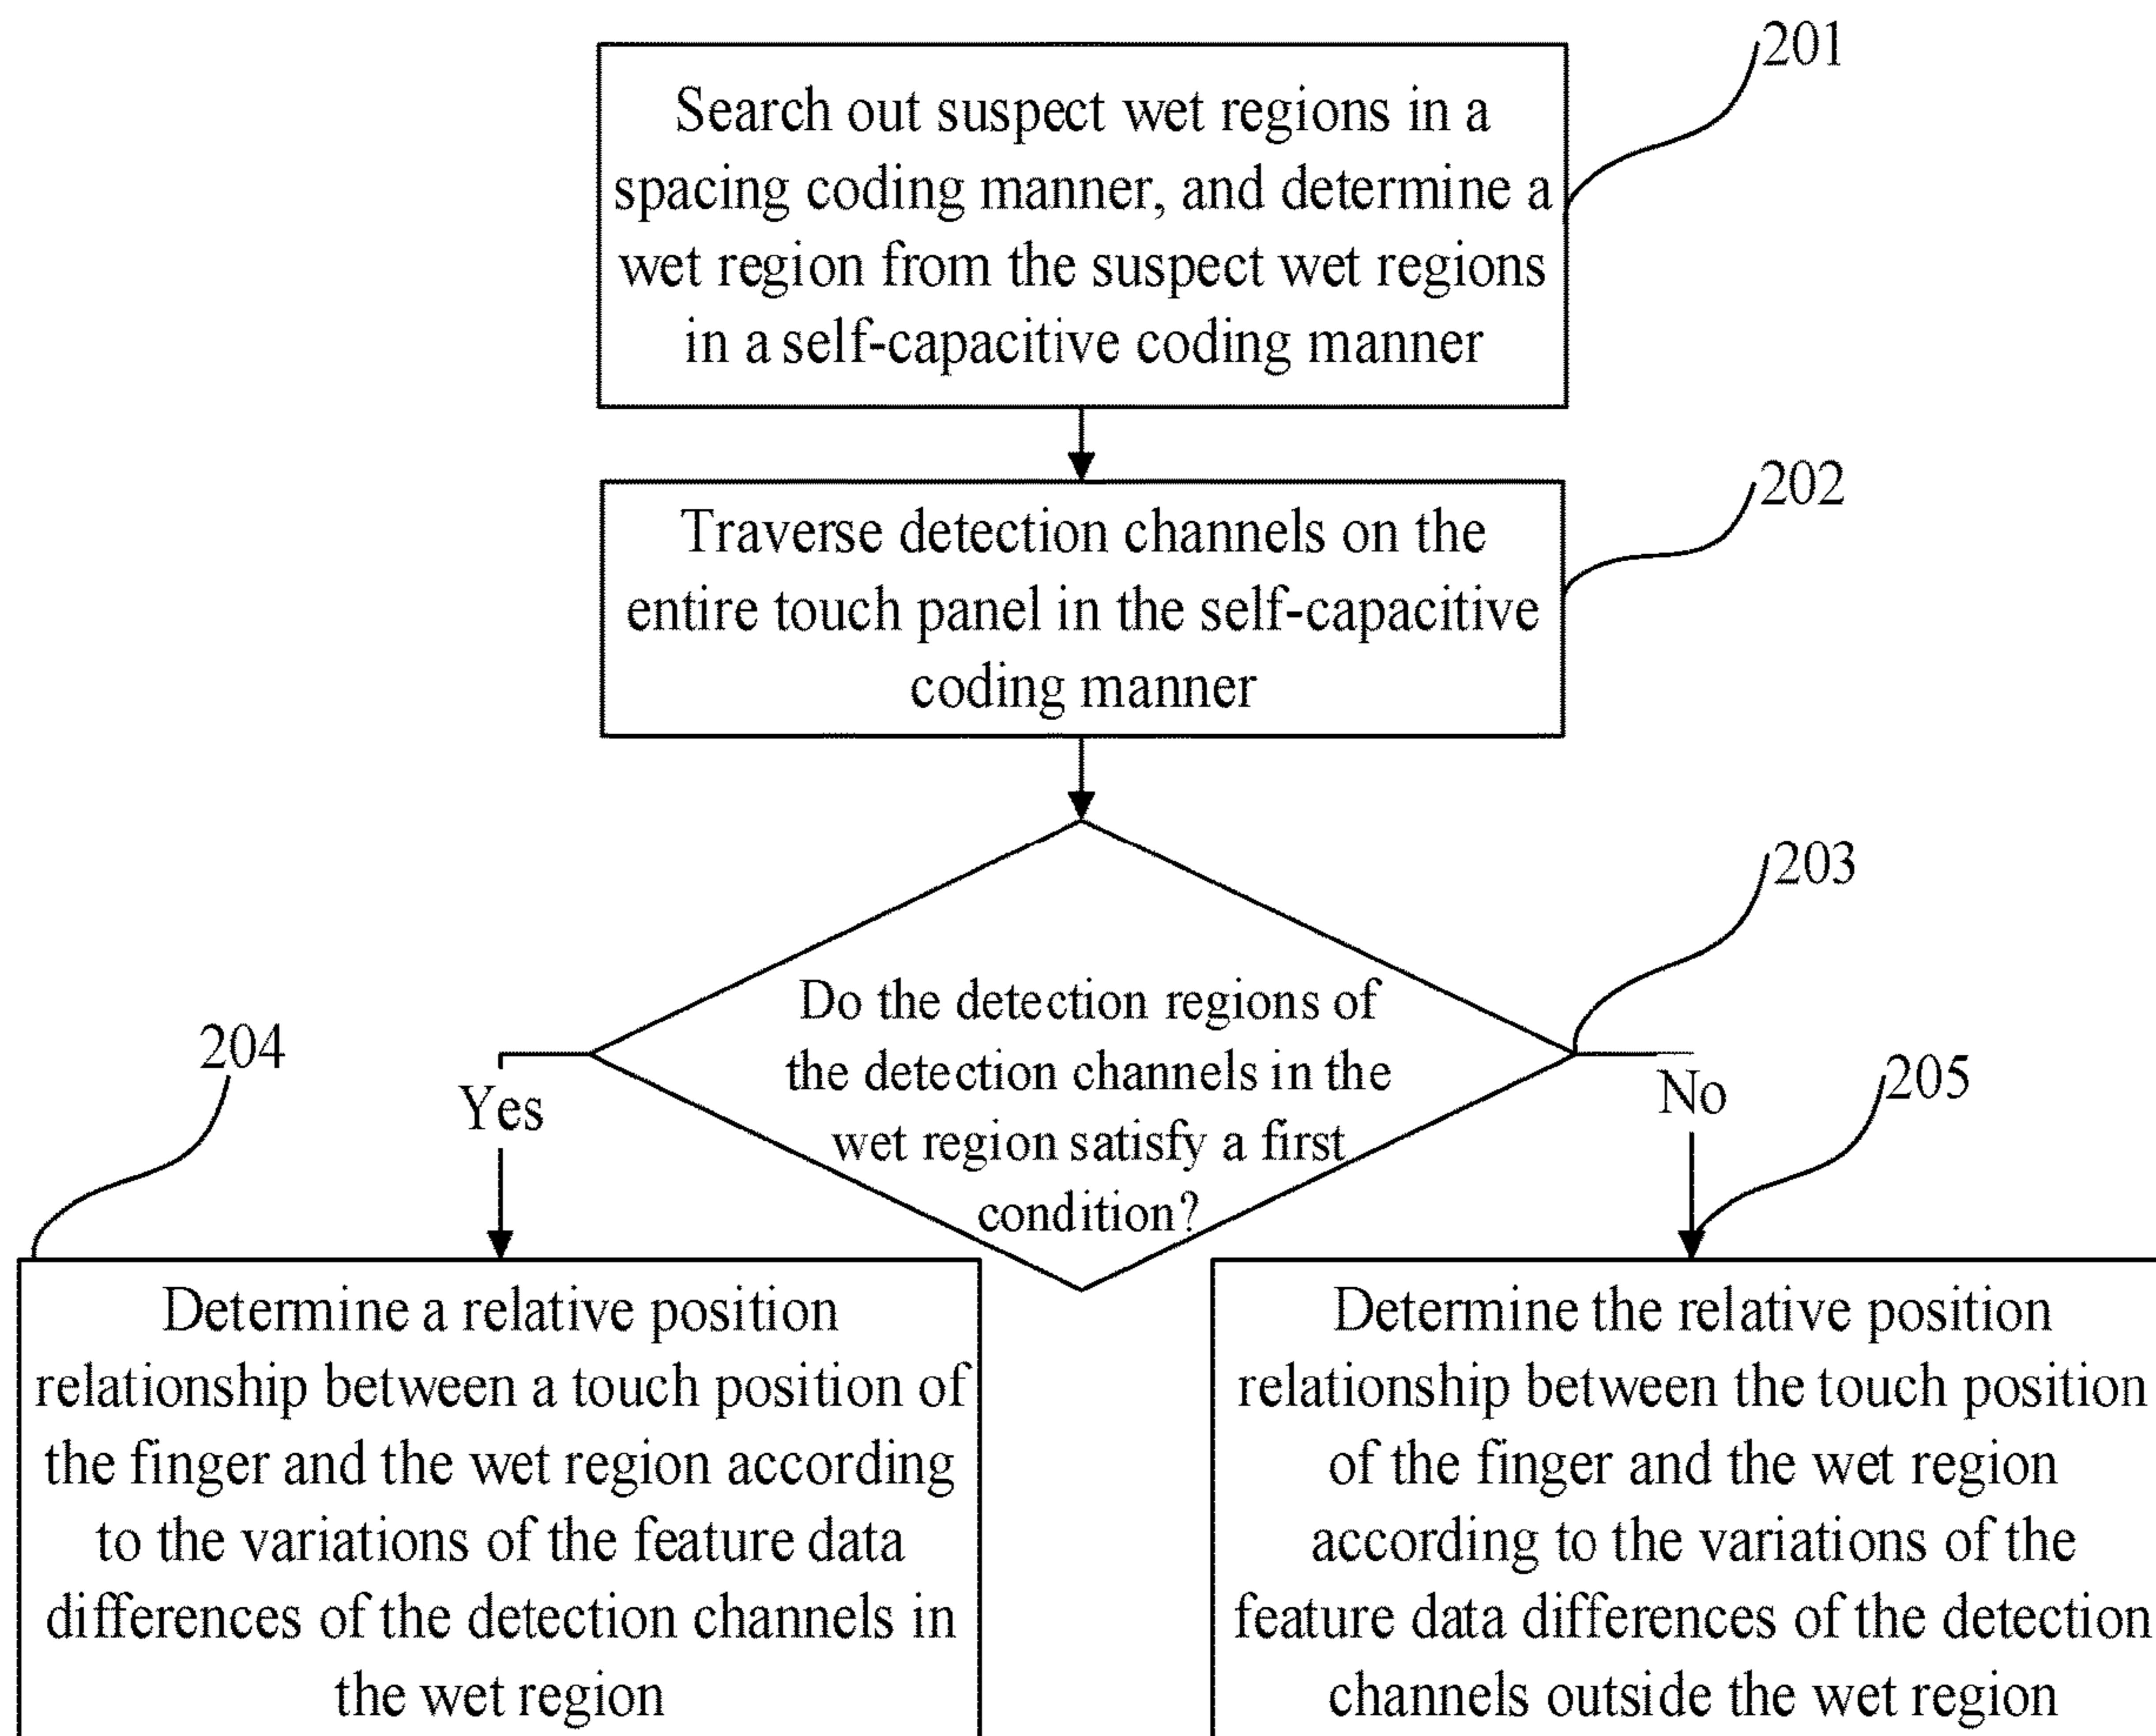 201
Search out suspect wet regions in a
spacing coding manner, and determine a
wet region from the suspect wet regions
in a self-capacitive coding manner
202
Traverse detection channels on the
entire touch panel in the self-capacitive
coding manner
203
Do the detection regions of
the detection channels in the
wet region satisfy a first
condition?
204
Yes
No
205
Determine a relative position
relationship between a touch position of
the finger and the wet region according
to the variations of the feature data
differences of the detection channels in
the wet region
Determine the relative position
relationship between the touch position
of the finger and the wet region
according to the variations of the
feature data differences of the detection
channels outside the wet region